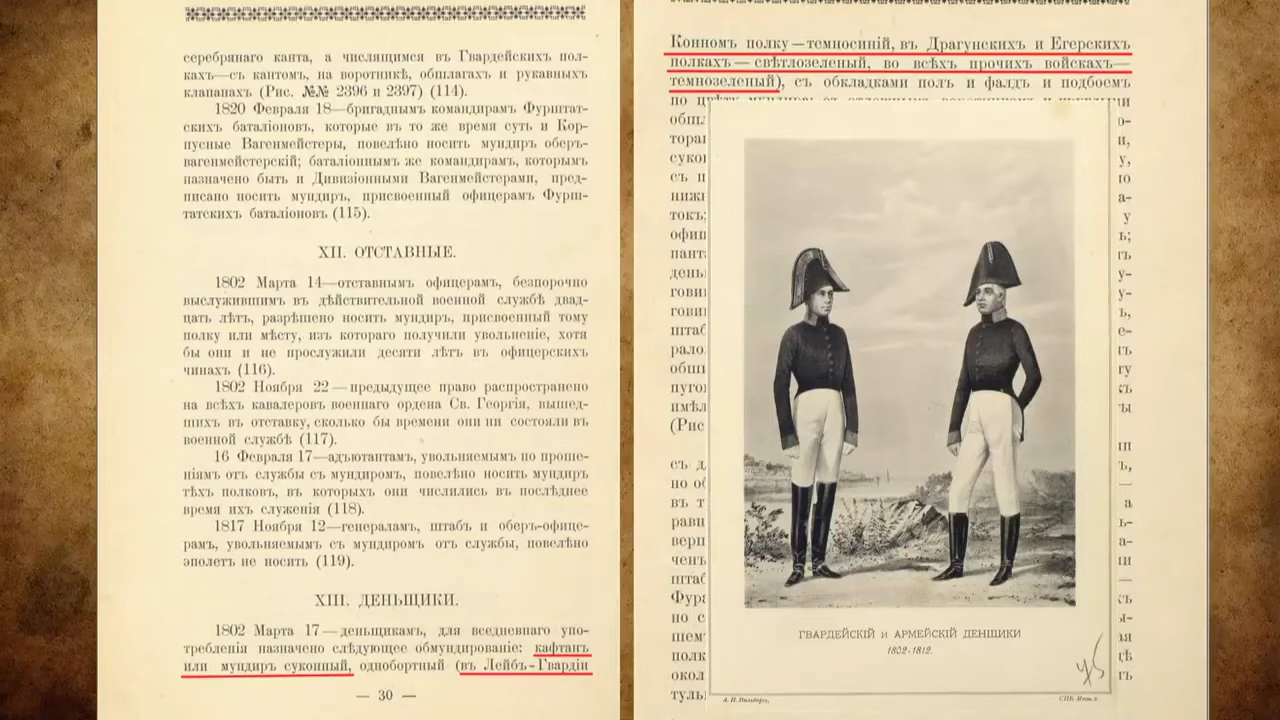 серебрянаго канта, а числящимся въ Гвардейскихъ пол-
кахъ—съ кантомъ, на воротникѣ, обшлагахъ и рукавныхъ
клапанахъ (Рис. №№ 2396 и 2397) (114).
1820 Февраля 18—бригаднымъ командирамъ Фурштат-
скихъ баталіоновъ, которые въ то же время суть и Кор-
пусные Вагенмейстеры, повелѣно носить мундиръ оберъ-
вагенмейстерскій; баталіоннымъ же командирамъ, которымъ
назначено быть и Дивизіонными Вагенмейстерами, пред-
писано носить мундиръ, присвоенный офицерамъ Фурш-
татскихъ баталіоновъ (115).
XII. ОТСТАВНЫЕ.
1802 Марта 14—отставнымъ офицерамъ, безпорочно
выслужившимъ въ дѣйствительной военной службѣ двад-
цать лѣтъ, разрѣшено носить мундиръ, присвоенный тому
полку или мѣсту, изъ котораго получили увольненіе, хотя
бы они и не прослужили десяти лѣтъ въ офицерскихъ
чинахъ (116).
1802 Ноября 22—предыдущее право распространено
на всѣхъ кавалеровъ военнаго ордена Св. Георгія, вышед-
шихъ въ отставку, сколько бы времени они ни состояли въ
военной службѣ (117).
16 Февраля 17—адъютантамъ, увольняемымъ по проше-
ніямъ отъ службы съ мундиромъ, повелѣно носить мундиръ
тѣхъ полковъ, въ которыхъ они числились въ послѣднее
время ихъ служенія (118).
1817 Ноября 12—генераламъ, штабъ и оберъ-офице-
рамъ, увольняемымъ съ мундиромъ отъ службы, повелѣно
эполетъ не носить (119).
XIII. ДЕНЬЩИКИ.
1802 Марта 17—деньщикамъ, для вседневнаго упо-
требленія назначено слѣдующее обмундированіе: кафтанъ
или мундиръ суконный, однобортный (въ Лейбъ-Гвардіи
— 30 —
Конномъ полку—темносиній, въ Драгунскихъ и Егерскихъ
полкахъ—свѣтлозеленый, во всѣхъ прочихъ войскахъ—
темнозеленый), съ обкладками полъ и фалдъ и подбоемъ
ГВАРДЕЙСКІЙ и АРМЕЙСКІЙ ДЕНЩИКИ
1802-1812.